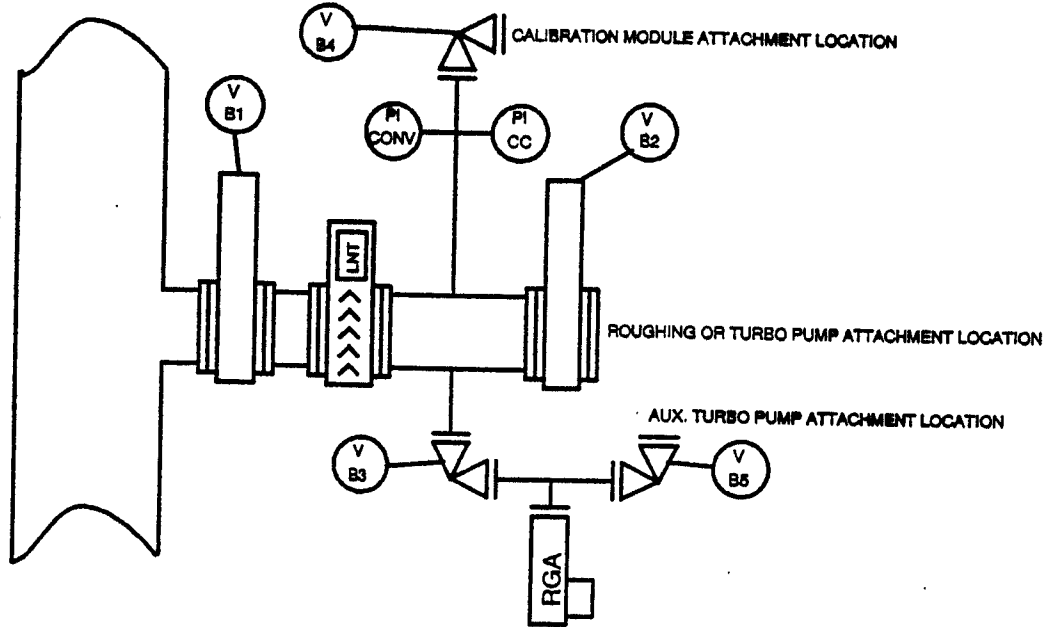 V
B4
CALIBRATION MODULE ATTACHMENT LOCATION
V
B1
PI
CONV
PI
CC
V
B2
LNT
ROUGHING OR TURBO PUMP ATTACHMENT LOCATION
AUX. TURBO PUMP ATTACHMENT LOCATION
V
B3
V
B5
RGA